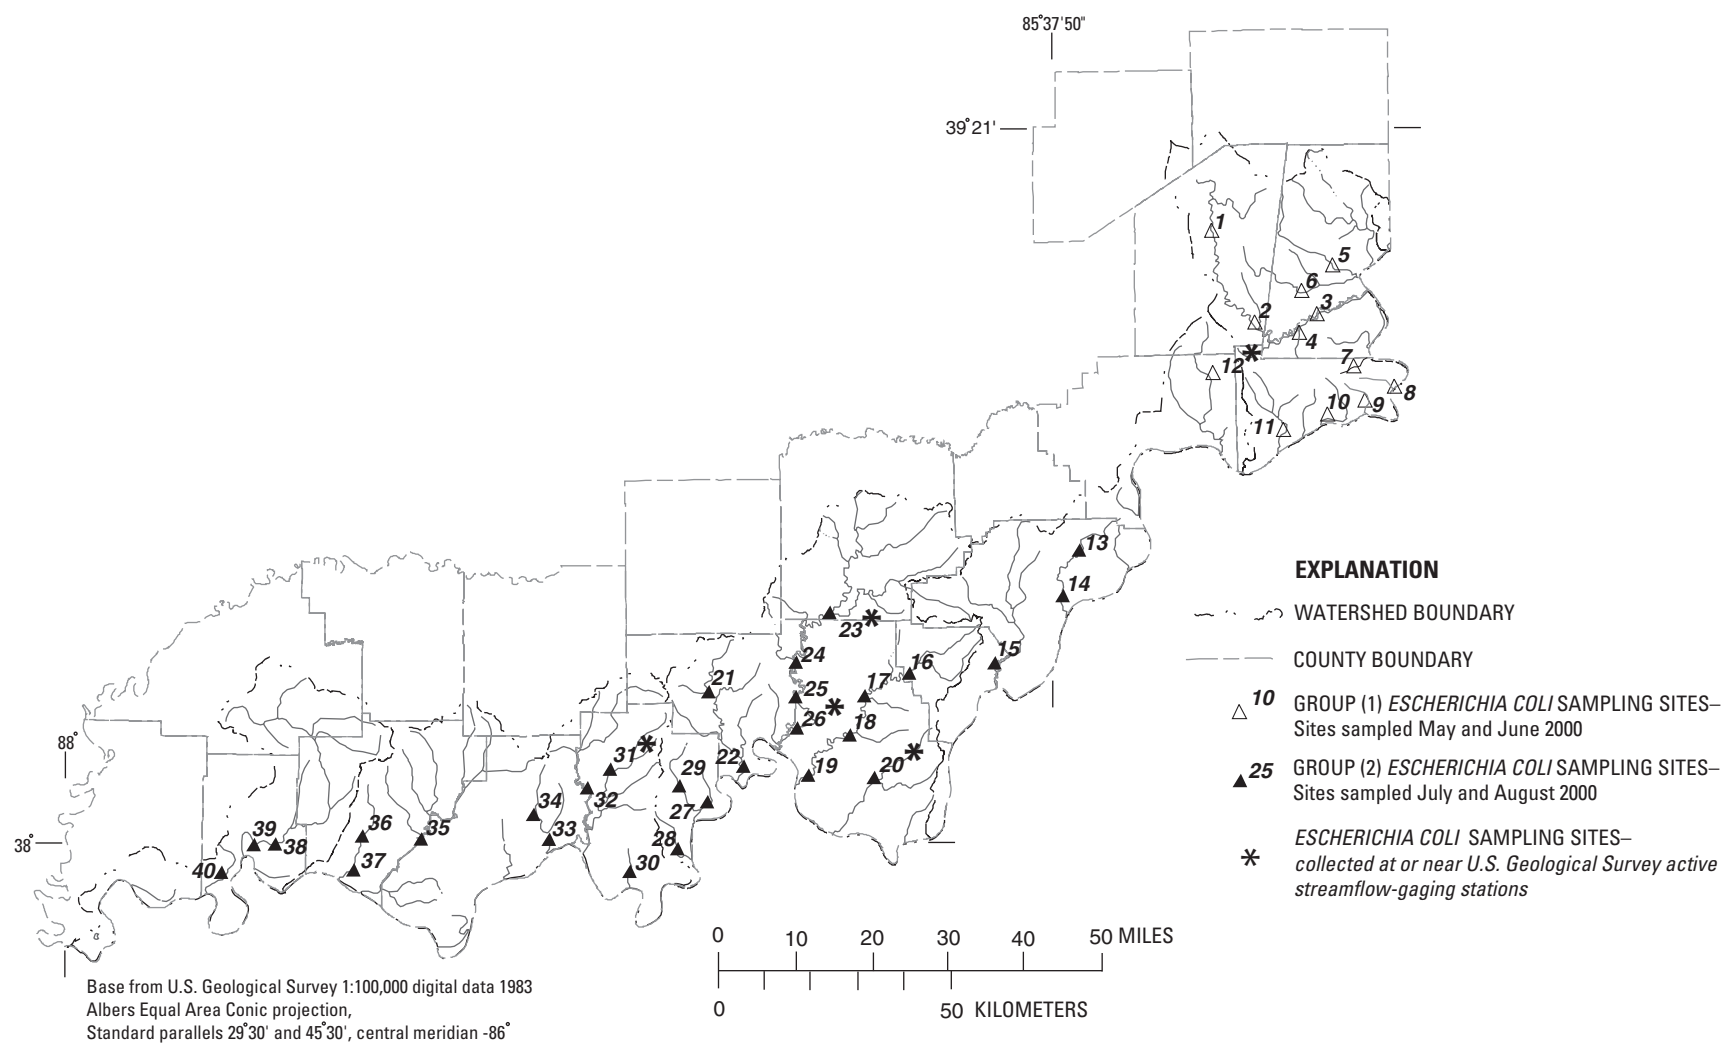 85°37'50"
39°21'
1
5
6
3
2
4
12
7
8
10
9
11
13
14
23
15
24
16
21
17
25
26
18
88°
31
22
29
19
20
32
27
34
39
36
35
33
28
38°
38
37
30
40
EXPLANATION
WATERSHED BOUNDARY
COUNTY BOUNDARY
10 GROUP (1) ESCHERICHIA COLI SAMPLING SITES–
Sites sampled May and June 2000
25 GROUP (2) ESCHERICHIA COLI SAMPLING SITES–
Sites sampled July and August 2000
ESCHERICHIA COLI SAMPLING SITES–
collected at or near U.S. Geological Survey active
streamflow-gaging stations
0 10 20 30 40 50 MILES
0 50 KILOMETERS
Base from U.S. Geological Survey 1:100,000 digital data 1983
Albers Equal Area Conic projection,
Standard parallels 29°30' and 45°30', central meridian -86°